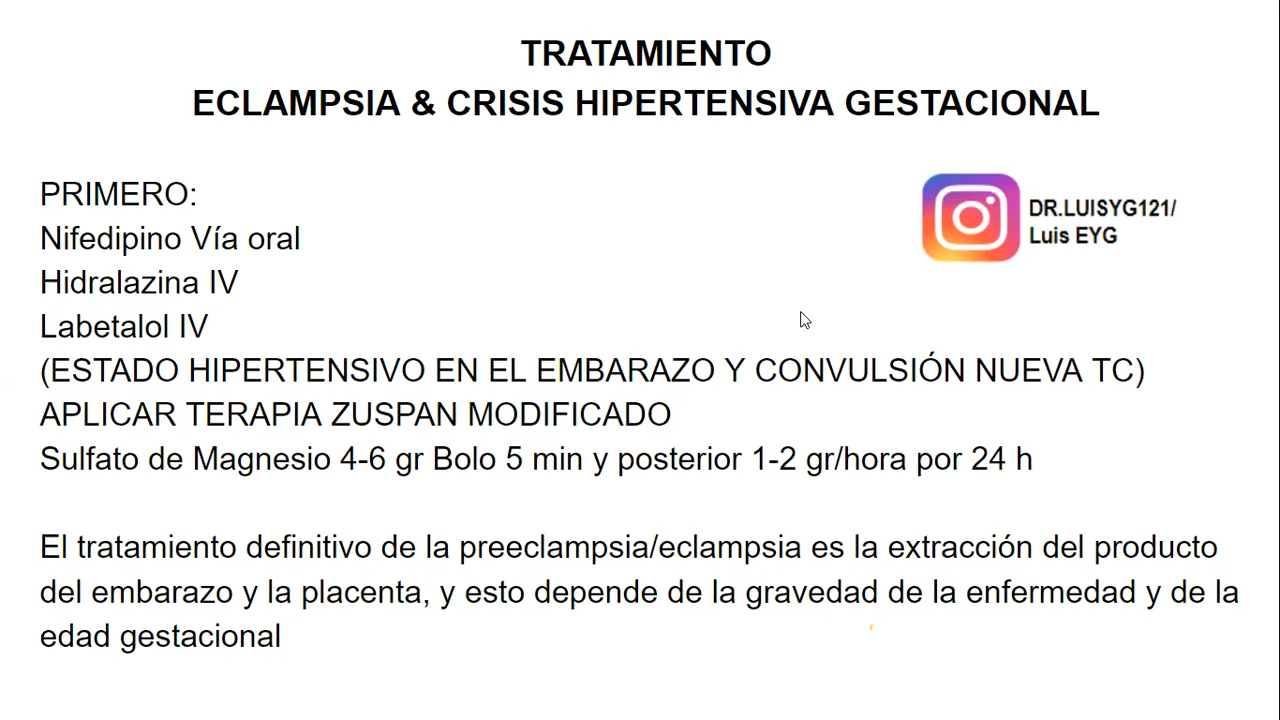 TRATAMIENTO
ECLAMPSIA & CRISIS HIPERTENSIVA GESTACIONAL
PRIMERO:
Nifedipino Vía oral
Hidralazina IV
Labetalol IV
(ESTADO HIPERTENSIVO EN EL EMBARAZO Y CONVULSIÓN NUEVA TC)
APLICAR TERAPIA ZUSPAN MODIFICADO
Sulfato de Magnesio 4-6 gr Bolo 5 min y posterior 1-2 gr/hora por 24 h
El tratamiento definitivo de la preeclampsia/eclampsia es la extracción del producto
del embarazo y la placenta, y esto depende de la gravedad de la enfermedad y de la
edad gestacional
DR.LUISYG121/
Luis EYG